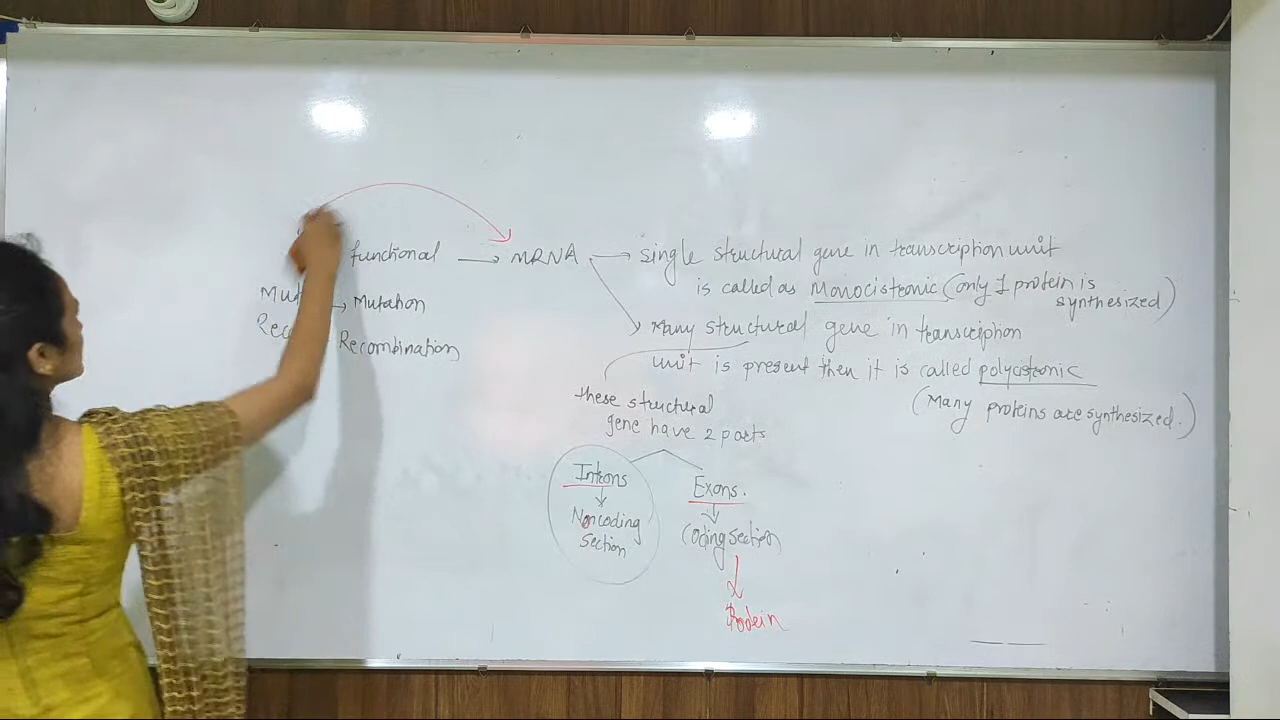 functional → mRNA → single structural gene in transcription unit
is called as Monocistronic (only 1 protein is
synthesized)
→ Mutation
Recombination
Many structural gene in transcription
unit is present then it is called polycistronic
(Many proteins are synthesized.)
these structural
gene have 2 parts
Introns
↓
Noncoding
section
Exons.
↓
Coding section
↓
Protein